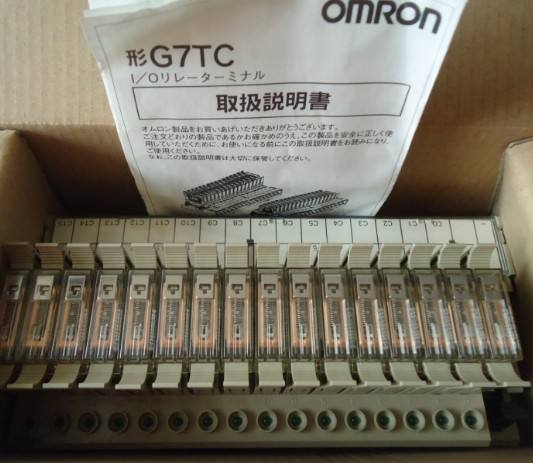 OMRON
形G7TC
I/Oリレーターミナル
取扱説明書
オムロン製品をお買いあげいただきありがとうございます。
ご注文どおりの製品であるかお確かめのうえ、この製品を安全に正しく使
用していただくために、お使いになる前にこの取扱説明書をお読みになり、
ご使用ください。
なお、この取扱説明書は大切に保管してください。
C15 C14 C13 C12 C11 C10 C9 C8 C7 C6 C5 C4 C3 C2 C1 C0 -